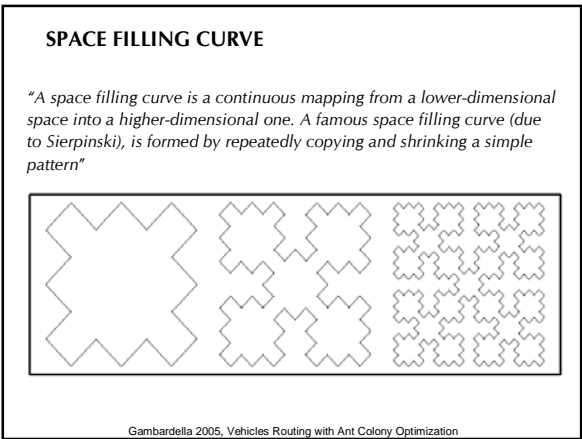 SPACE FILLING CURVE
“A space filling curve is a continuous mapping from a lower-dimensional
space into a higher-dimensional one. A famous space filling curve (due
to Sierpinski), is formed by repeatedly copying and shrinking a simple
pattern”
Gambardella 2005, Vehicles Routing with Ant Colony Optimization